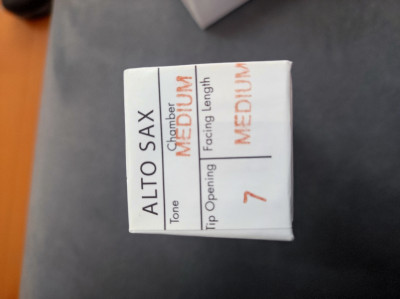 ALTO SAX
Tone Chamber
MEDIUM
Tip Opening Facing Length
7 MEDIUM